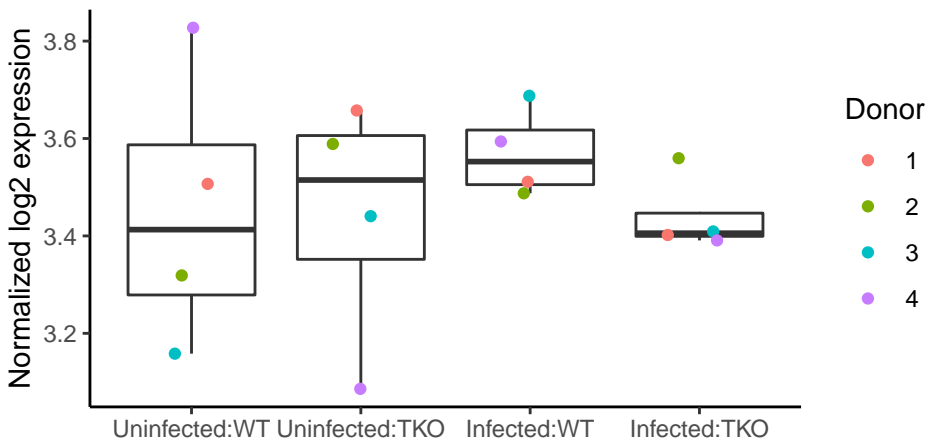 Normalized log2 expression
3.8
3.6
3.4
3.2
Uninfected:WT
Uninfected:TKO
Infected:WT
Infected:TKO
Donor
1
2
3
4